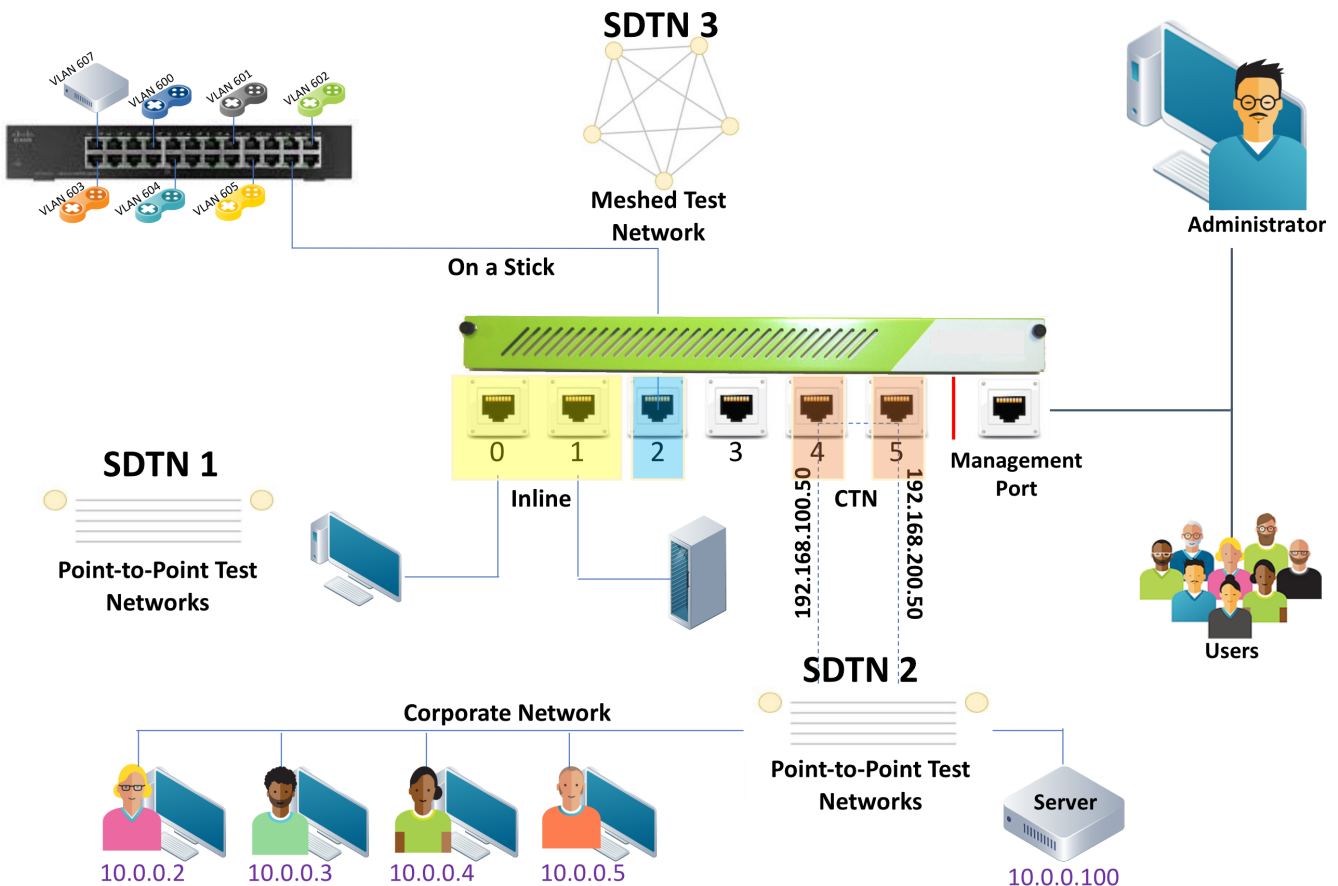 SDTN 3
VLAN 607
VLAN 600
VLAN 601
VLAN 602
VLAN 603
VLAN 604
VLAN 605
Meshed Test
Network
Administrator
On a Stick
0
1
2
3
4
5
Management
Port
Inline
CTN
192.168.100.50
192.168.200.50
SDTN 1
Point-to-Point Test
Networks
Users
SDTN 2
Corporate Network
Point-to-Point Test
Networks
Server
10.0.0.2
10.0.0.3
10.0.0.4
10.0.0.5
10.0.0.100